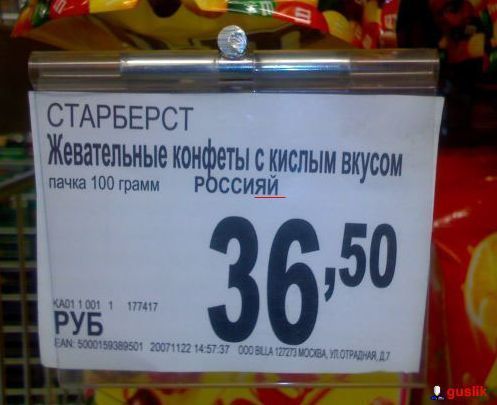 СТАРБЕРСТ
Жевательные конфеты с кислым вкусом
пачка 100 грамм РОССИЯЙ
36,50
КА01 1 001 1 177417
РУБ
EAN: 5000159389501 20071122 14:57:37 ООО BILLA 127273 МОСКВА, УЛ.ОТРАДНАЯ, Д,7
guslik